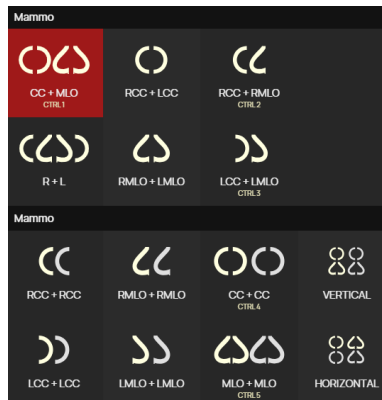 Mammo
CC + MLO
CTRL1
RCC + LCC
RCC + RMLO
CTRL2
R + L
RMLO + LMLO
LCC + LMLO
CTRL3
Mammo
RCC + RCC
RMLO + RMLO
CC + CC
CTRL4
VERTICAL
LCC + LCC
LMLO + LMLO
MLO + MLO
CTRL5
HORIZONTAL